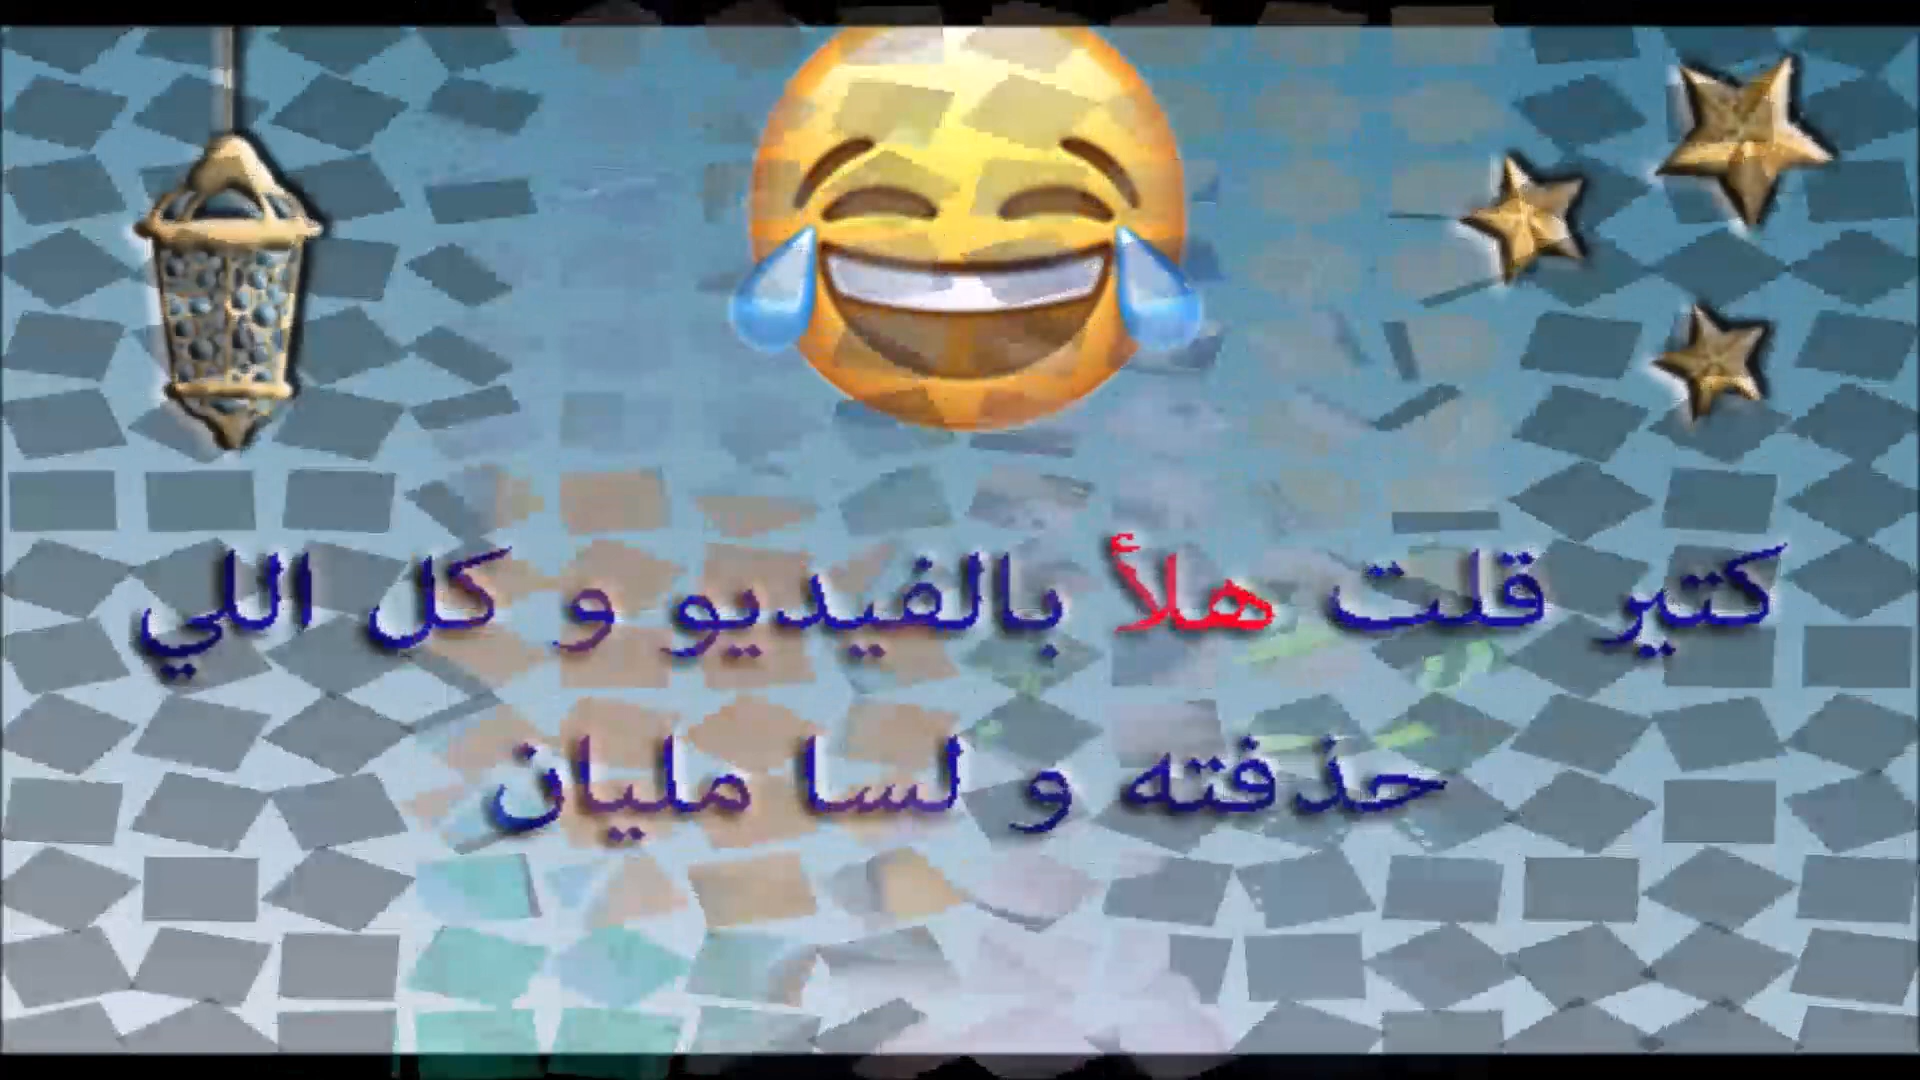 كتير قلت هلأ بالفيديو و كل اللي
حذفته و لسا مليان